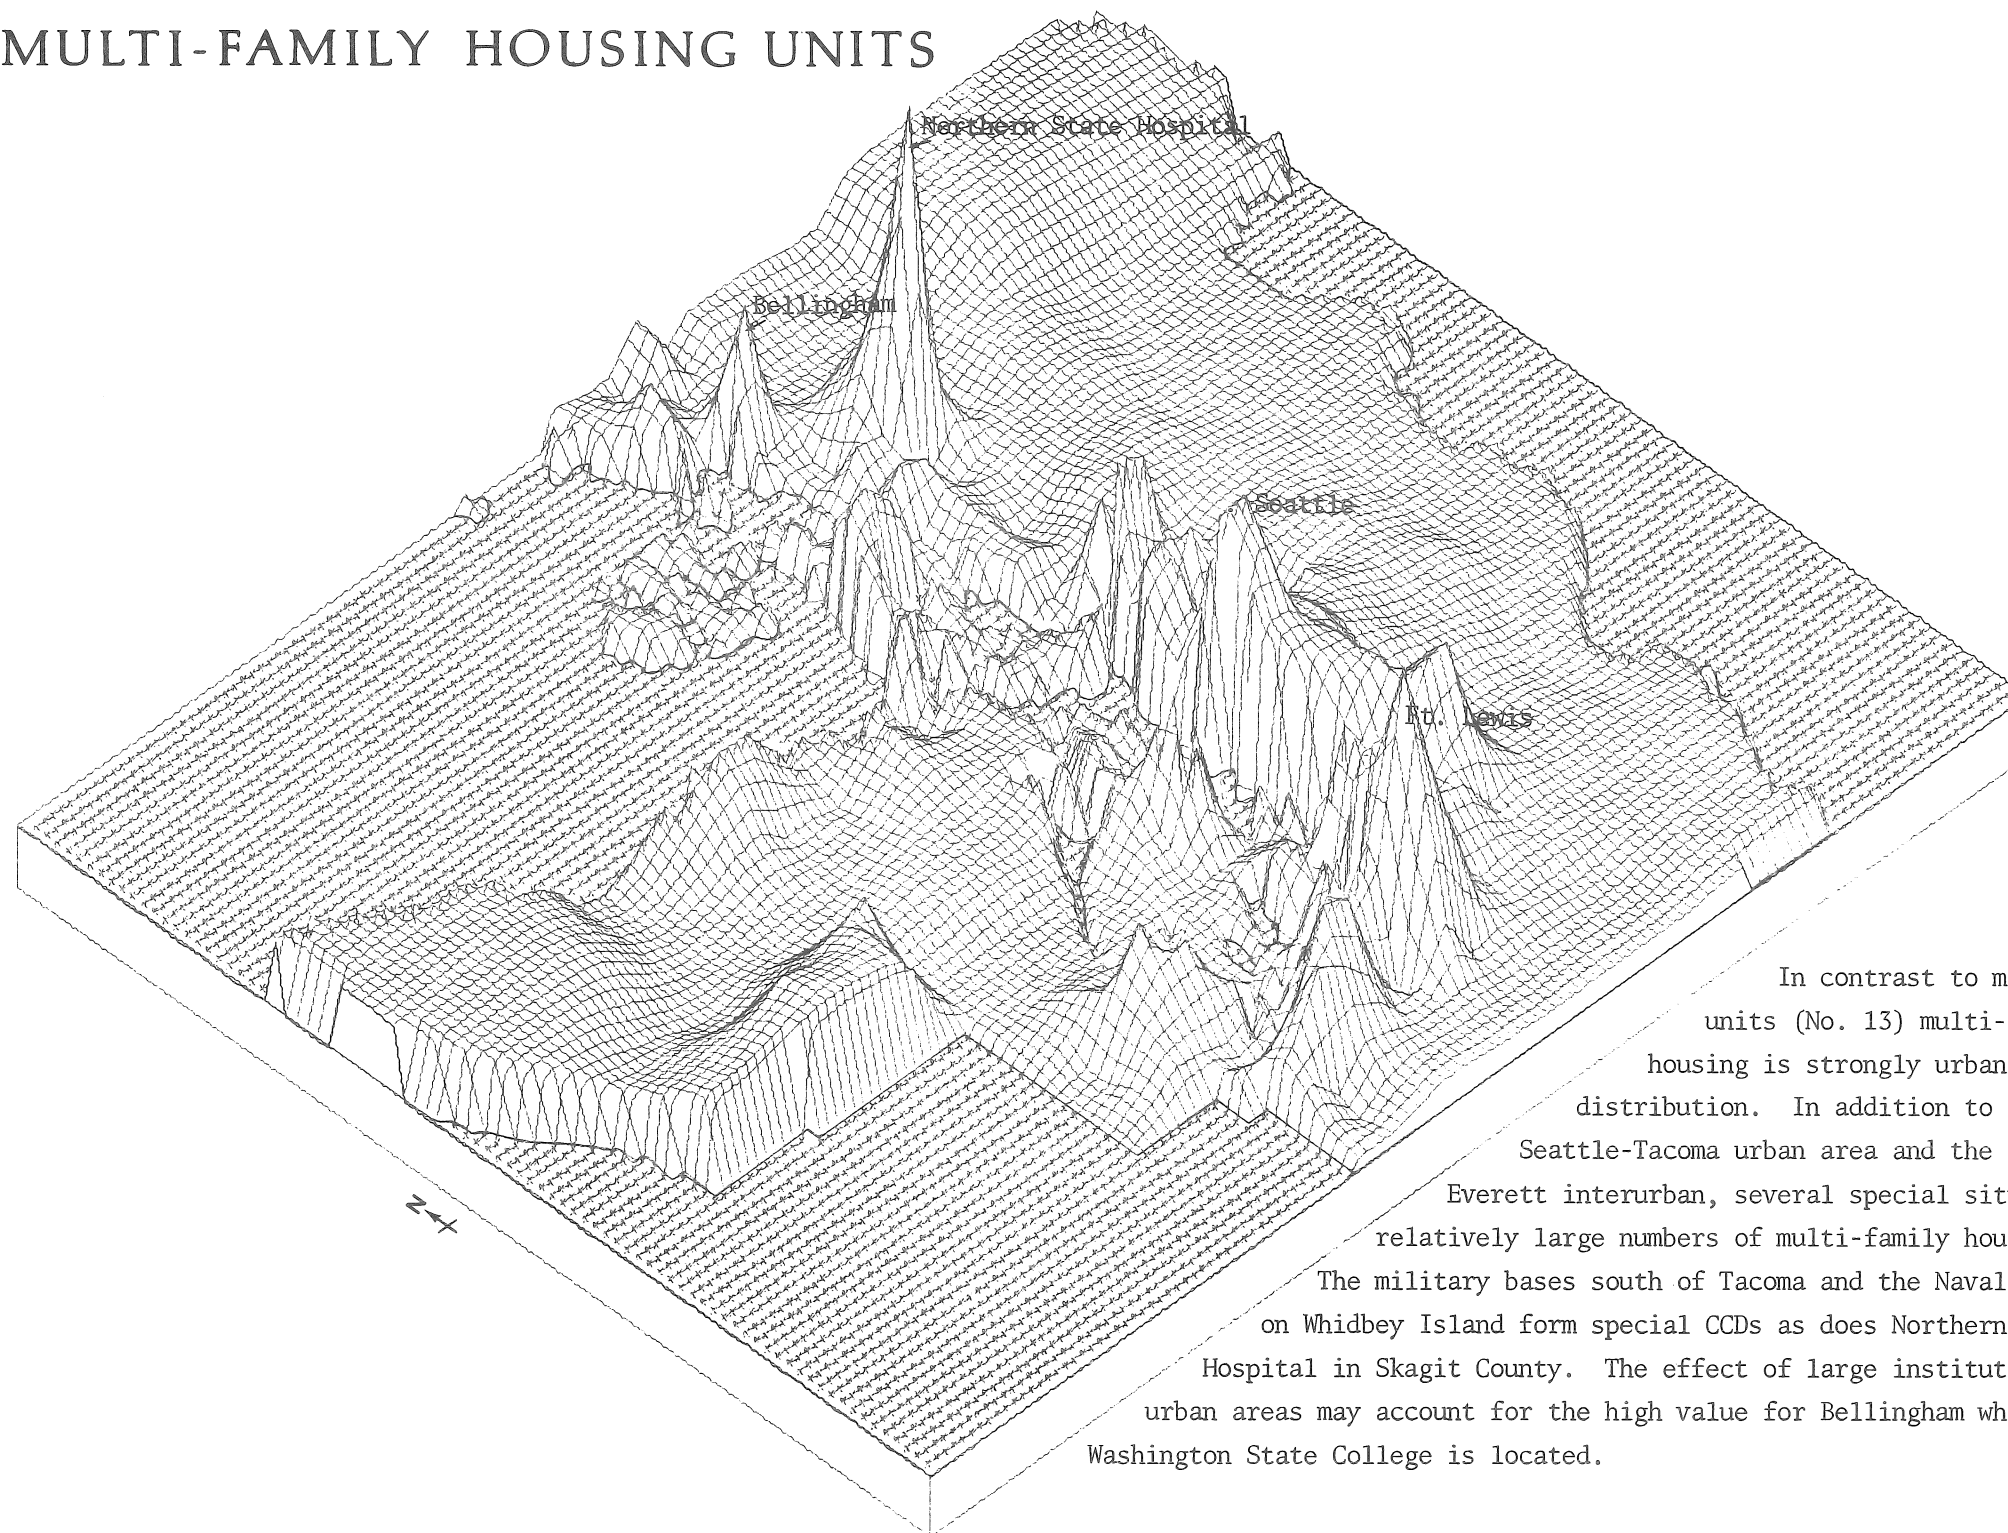 MULTI-FAMILY HOUSING UNITS
Northern State Hospital
Bellingham
Seattle
Ft. Lewis
N
In contrast to m
units (No. 13) multi-
housing is strongly urban
distribution. In addition to
Seattle-Tacoma urban area and the
Everett interurban, several special sit
relatively large numbers of multi-family hou
The military bases south of Tacoma and the Naval
on Whidbey Island form special CCDs as does Northern
Hospital in Skagit County. The effect of large institut
urban areas may account for the high value for Bellingham wh
Washington State College is located.